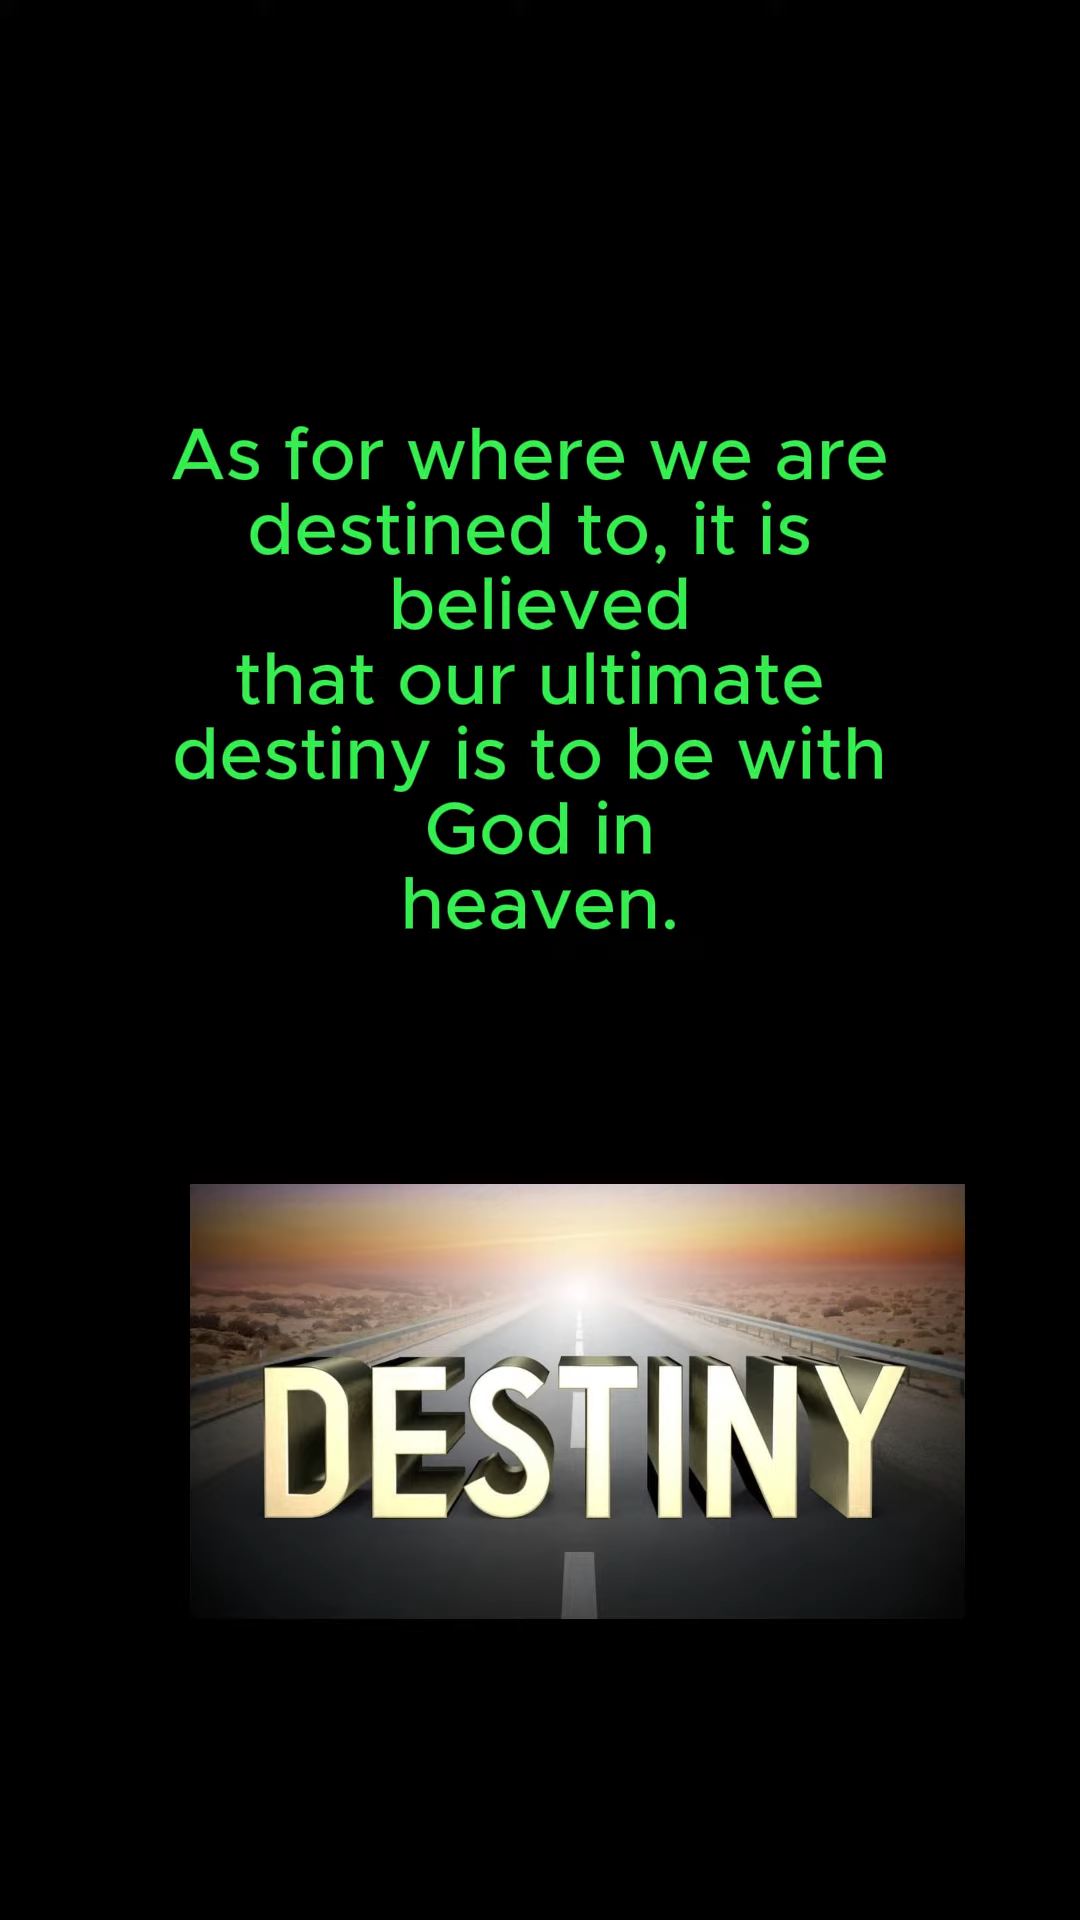 As for where we are
destined to, it is
believed
that our ultimate
destiny is to be with
God in
heaven.
DESTINY